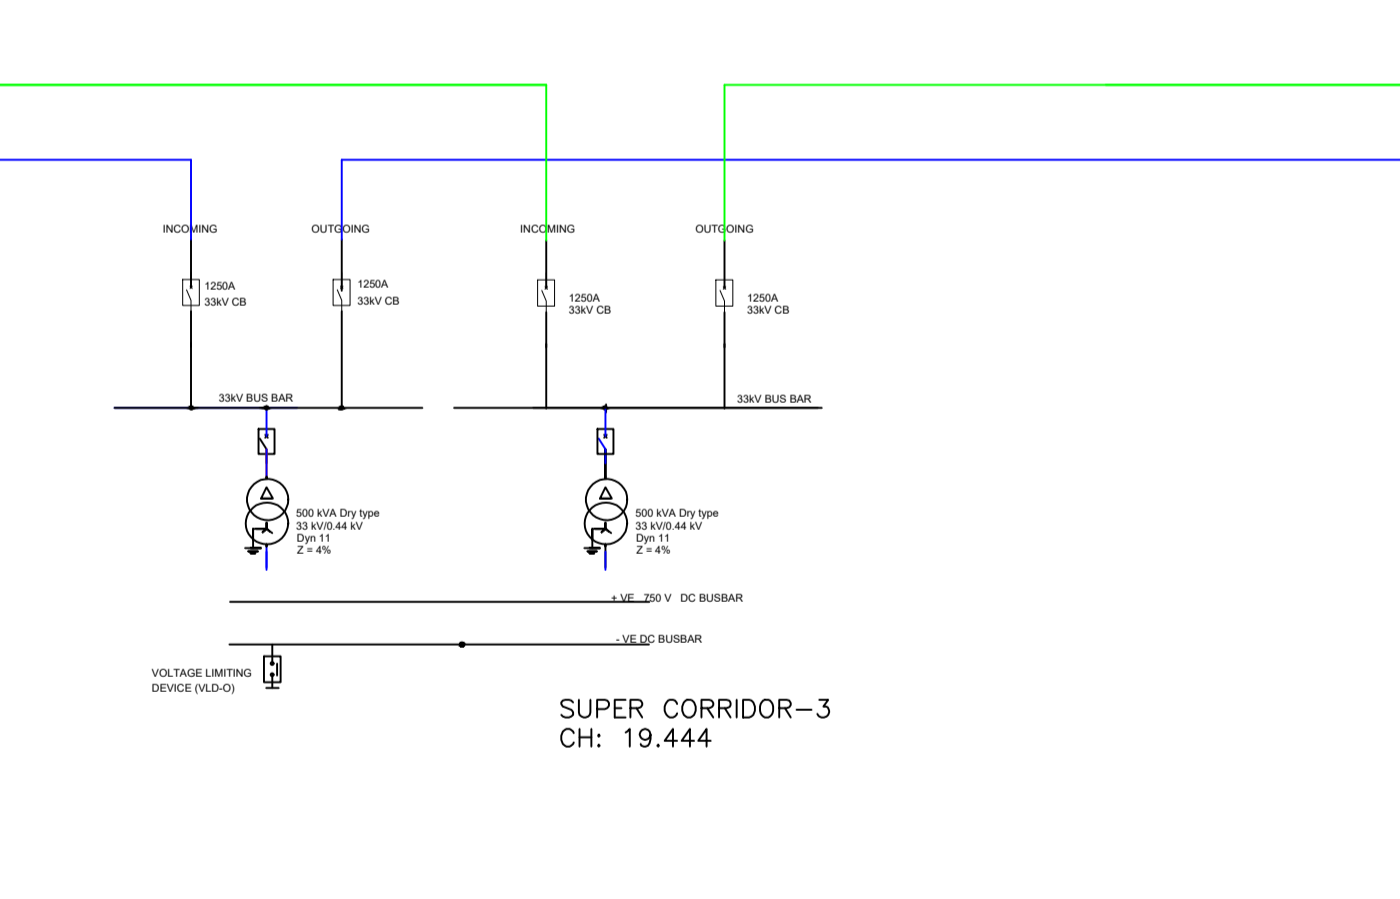 INCOMING
OUTGOING
INCOMING
OUTGOING
1250A
33kV CB
1250A
33kV CB
1250A
33kV CB
1250A
33kV CB
33kV BUS BAR
33kV BUS BAR
500 kVA Dry type
33 kV/0.44 kV
Dyn 11
Z = 4%
500 kVA Dry type
33 kV/0.44 kV
Dyn 11
Z = 4%
+ VE 750 V DC BUSBAR
- VE DC BUSBAR
VOLTAGE LIMITING
DEVICE (VLD-O)
SUPER CORRIDOR-3
CH: 19.444